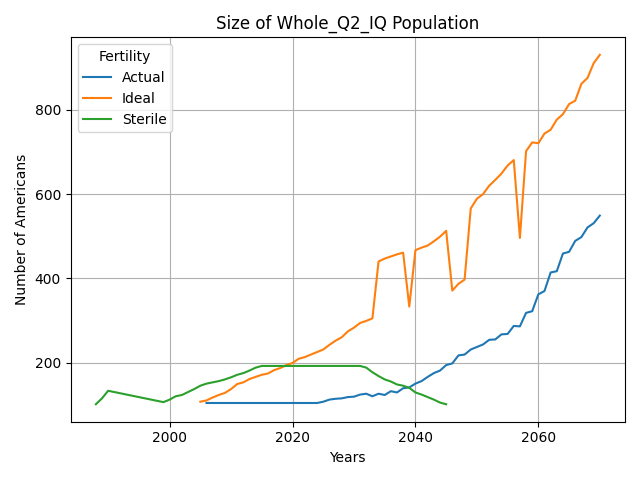 Size of Whole_Q2_IQ Population
Fertility
Actual
Ideal
Sterile
Number of Americans
800
600
400
200
2000
2020
2040
2060
Years